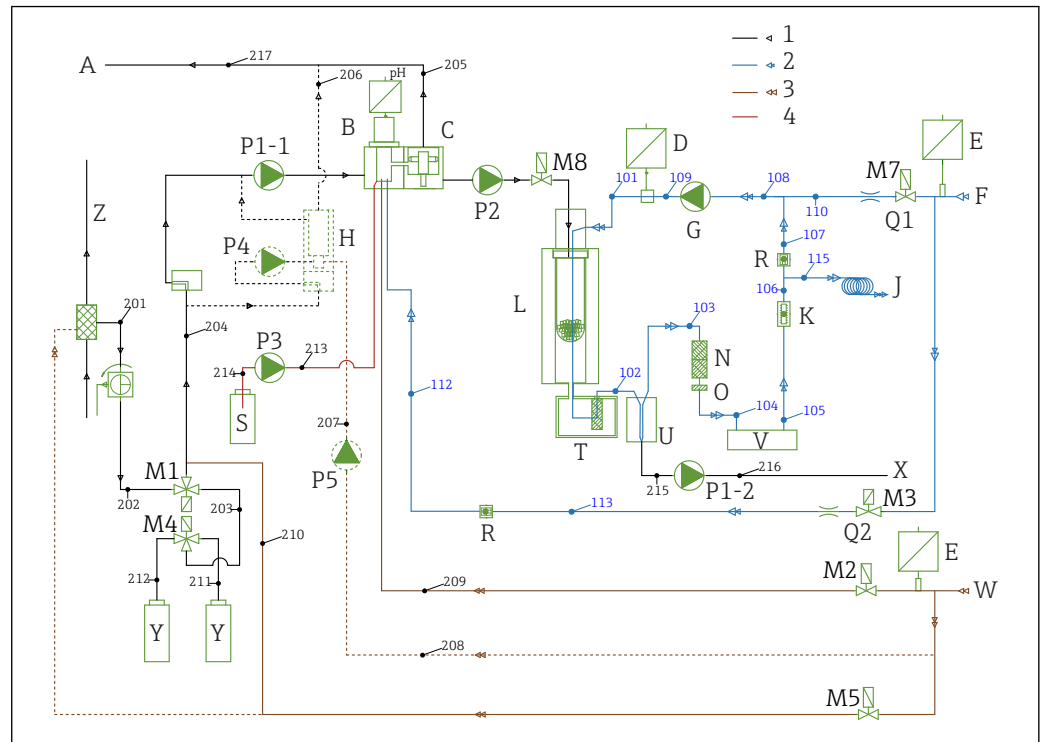 1
A 217 206 205 2
pH 3
B C 4
P1-1 D E
M8 M7
101 109 108 F
P2 110 Q1
Z G 107
P4 H R 115
106 J
201 L K
204 103
P3 N
213 102 O
214 112 104 105
S 207 T U V
M1 P5 216 X
202 203 215 P1-2 M3
M4 113
210 R Q2 E
212 211 209 M2 W
Y Y 208
M5